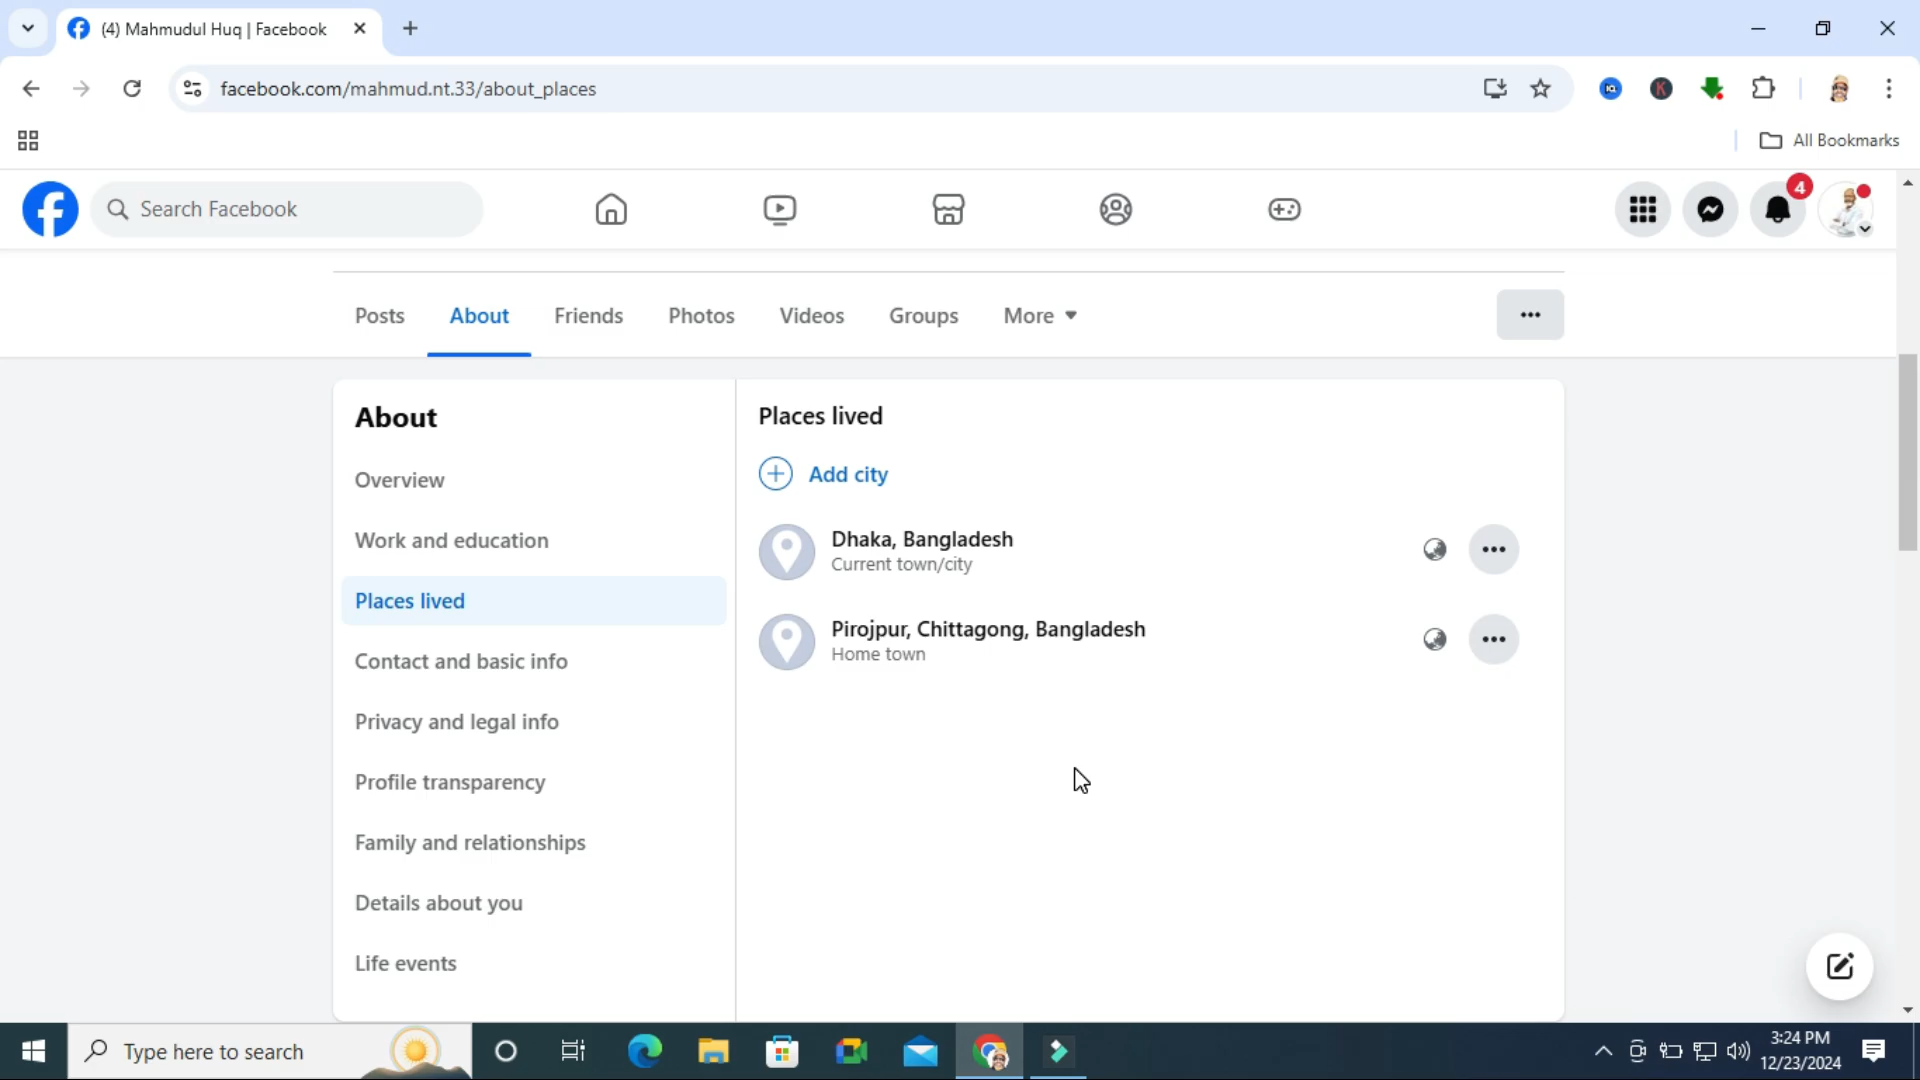 (4) Mahmudul Huq | Facebook
facebook.com/mahmud.nt.33/about_places
All Bookmarks
Search Facebook
4
Posts
About
Friends
Photos
Videos
Groups
More
About
Overview
Work and education
Places lived
Contact and basic info
Privacy and legal info
Profile transparency
Family and relationships
Details about you
Life events
Places lived
Add city
Dhaka, Bangladesh
Current town/city
Pirojpur, Chittagong, Bangladesh
Home town
Type here to search
3:24 PM
12/23/2024